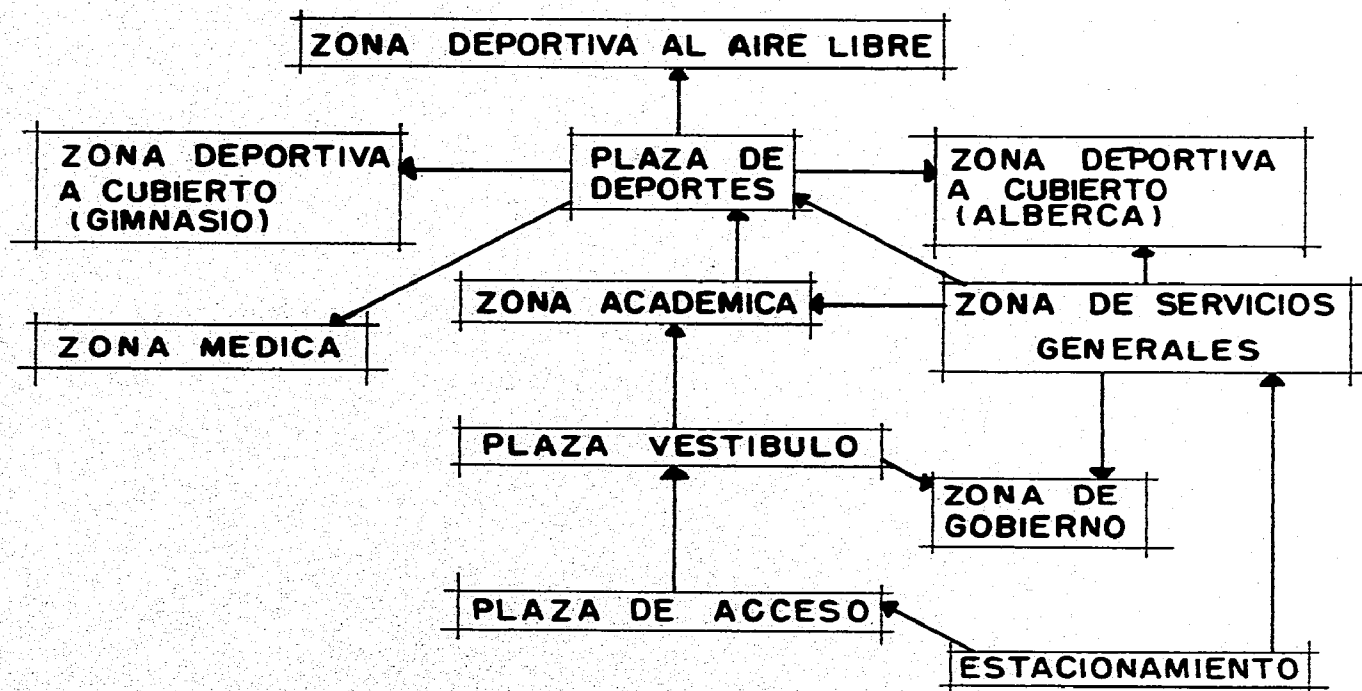 ZONA DEPORTIVA AL AIRE LIBRE
ZONA DEPORTIVA
A CUBIERTO
(GIMNASIO)
PLAZA DE
DEPORTES
ZONA DEPORTIVA
A CUBIERTO
(ALBERCA)
ZONA ACADEMICA
ZONA DE SERVICIOS
GENERALES
ZONA MEDICA
PLAZA VESTIBULO
ZONA DE
GOBIERNO
PLAZA DE ACCESO
ESTACIONAMIENTO